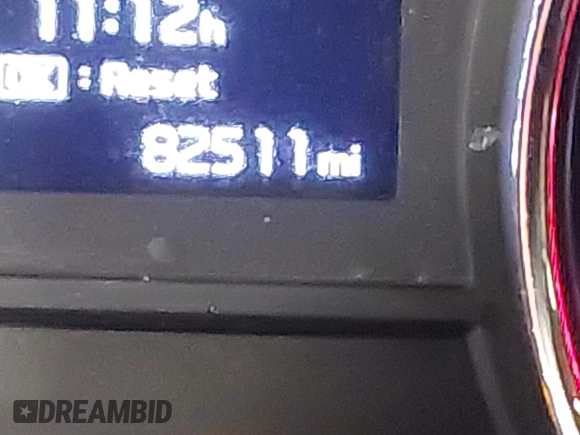 11:12h
OK : Reset
82511 mi
DREAMBID